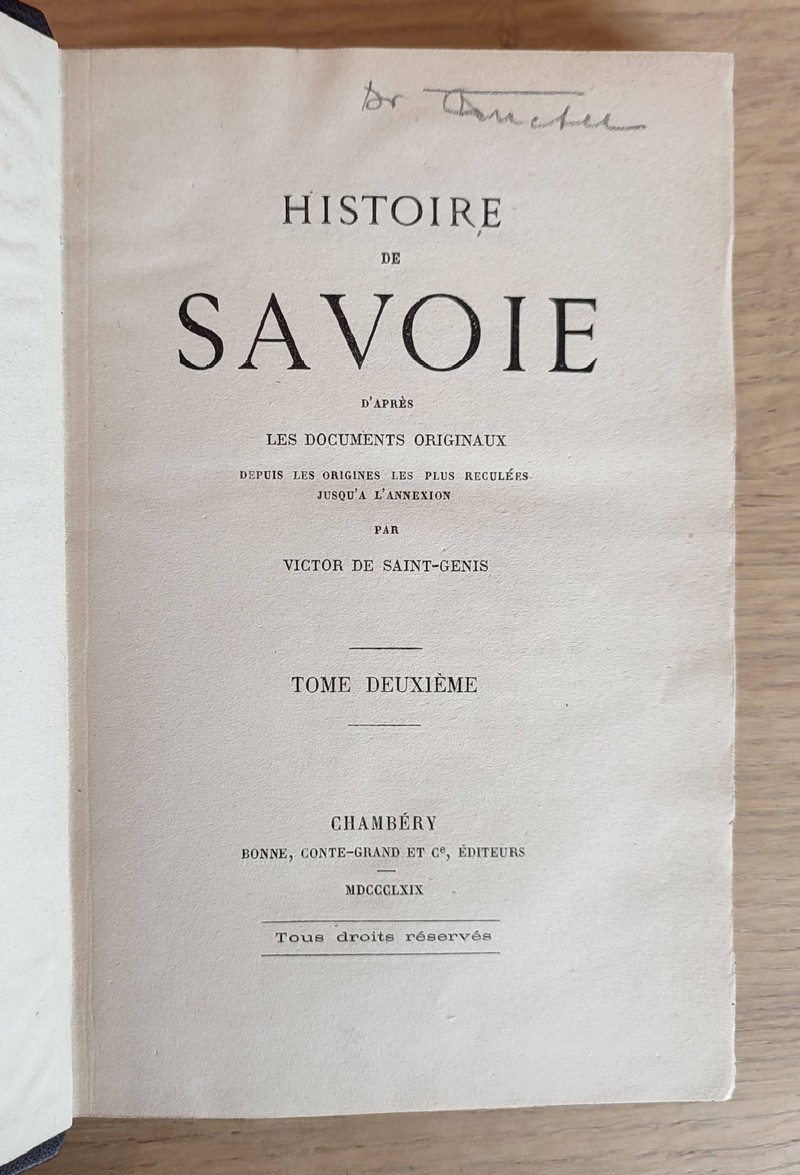 Dr
HISTOIRE
DE
SAVOIE
D'APRÈS
LES DOCUMENTS ORIGINAUX
DEPUIS LES ORIGINES LES PLUS RECULÉES
JUSQU'A L'ANNEXION
PAR
VICTOR DE SAINT-GENIS
TOME DEUXIÈME
CHAMBÉRY
BONNE, CONTE-GRAND ET Cᵉ, ÉDITEURS
MDCCCLXIX
Tous droits réservés